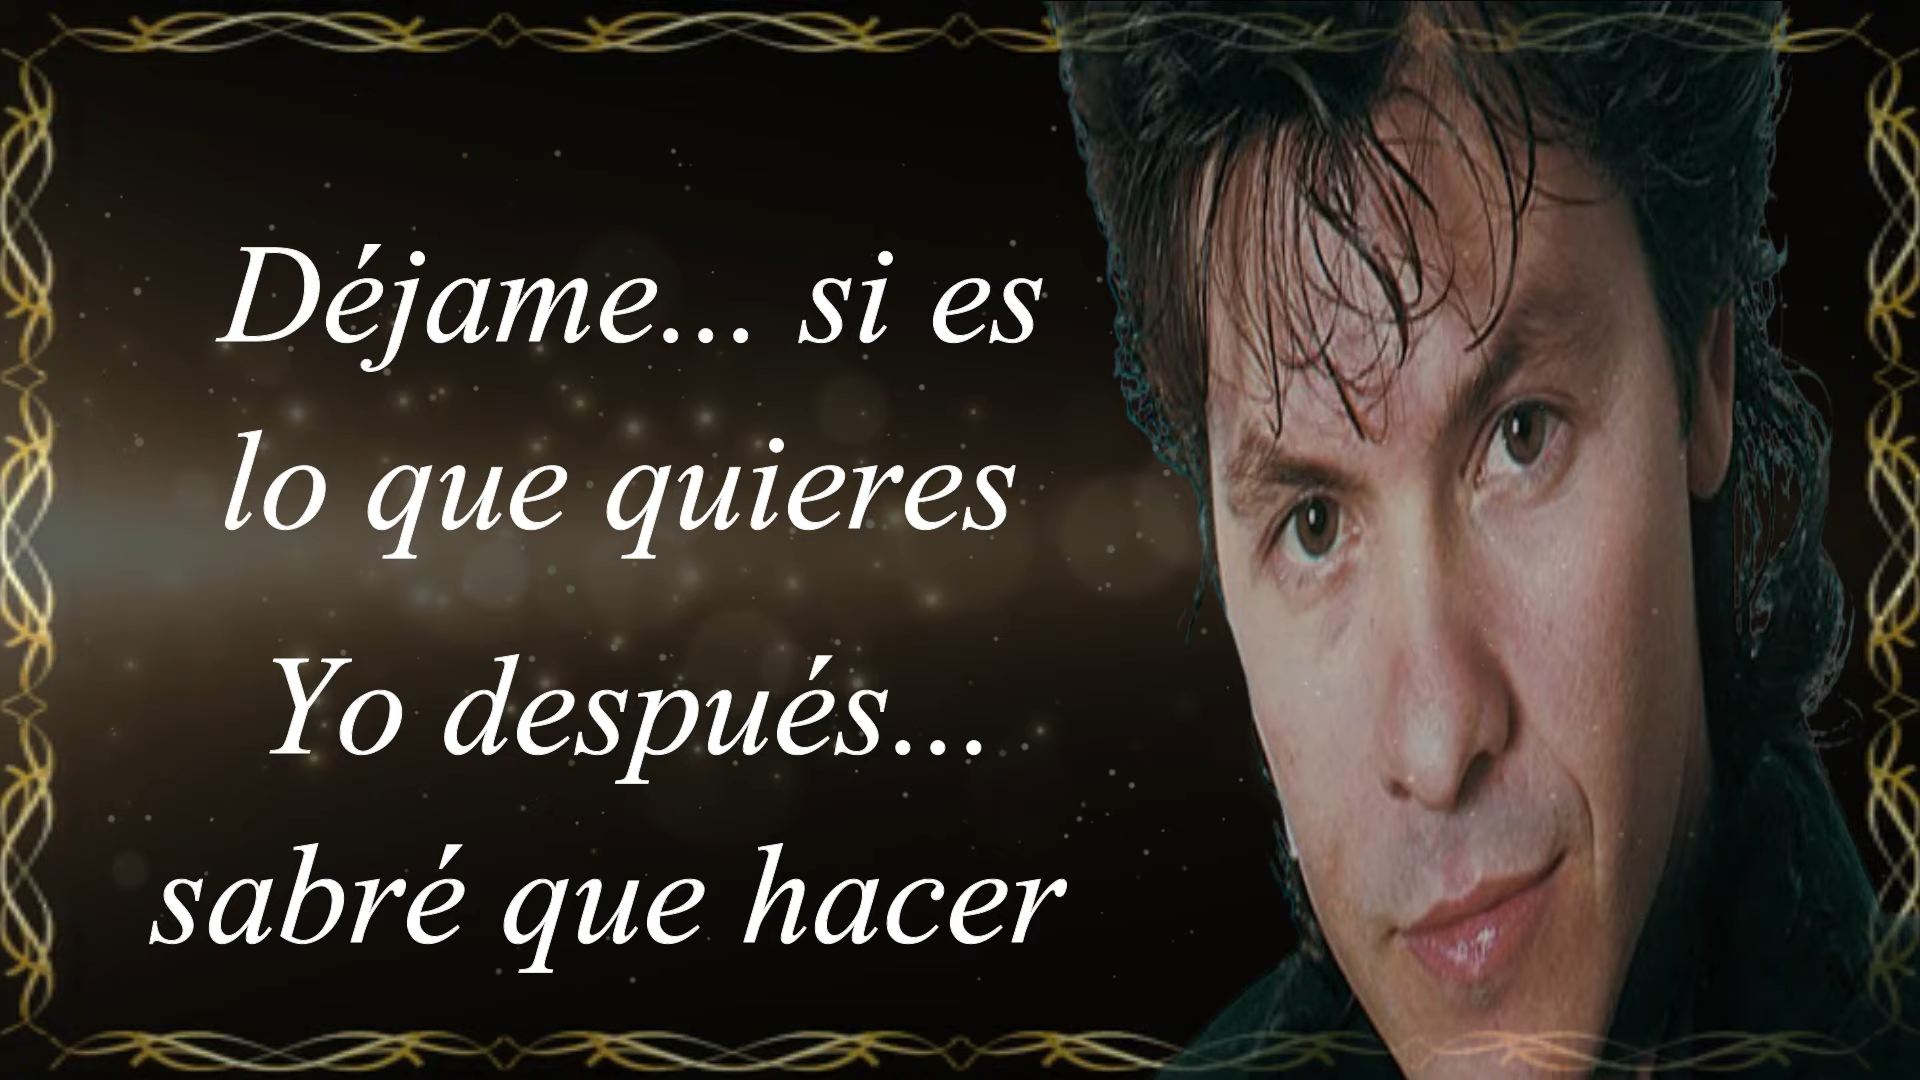 Déjame... si es
lo que quieres
Yo después...
sabré que hacer